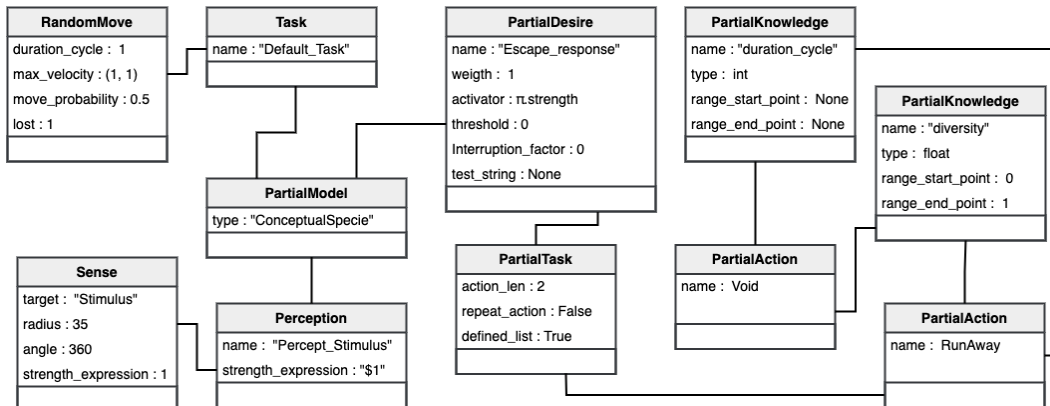 RandomMove
duration_cycle : 1
max_velocity : (1, 1)
move_probability : 0.5
lost : 1
Task
name : "Default_Task"
PartialDesire
name : "Escape_response"
weigth : 1
activator : π.strength
threshold : 0
Interruption_factor : 0
test_string : None
PartialKnowledge
name : "duration_cycle"
type : int
range_start_point : None
range_end_point : None
PartialKnowledge
name : "diversity"
type : float
range_start_point : 0
range_end_point : 1
PartialModel
type : "ConceptualSpecie"
Sense
target : "Stimulus"
radius : 35
angle : 360
strength_expression : 1
Perception
name : "Percept_Stimulus"
strength_expression : "$1"
PartialTask
action_len : 2
repeat_action : False
defined_list : True
PartialAction
name : Void
PartialAction
name : RunAway